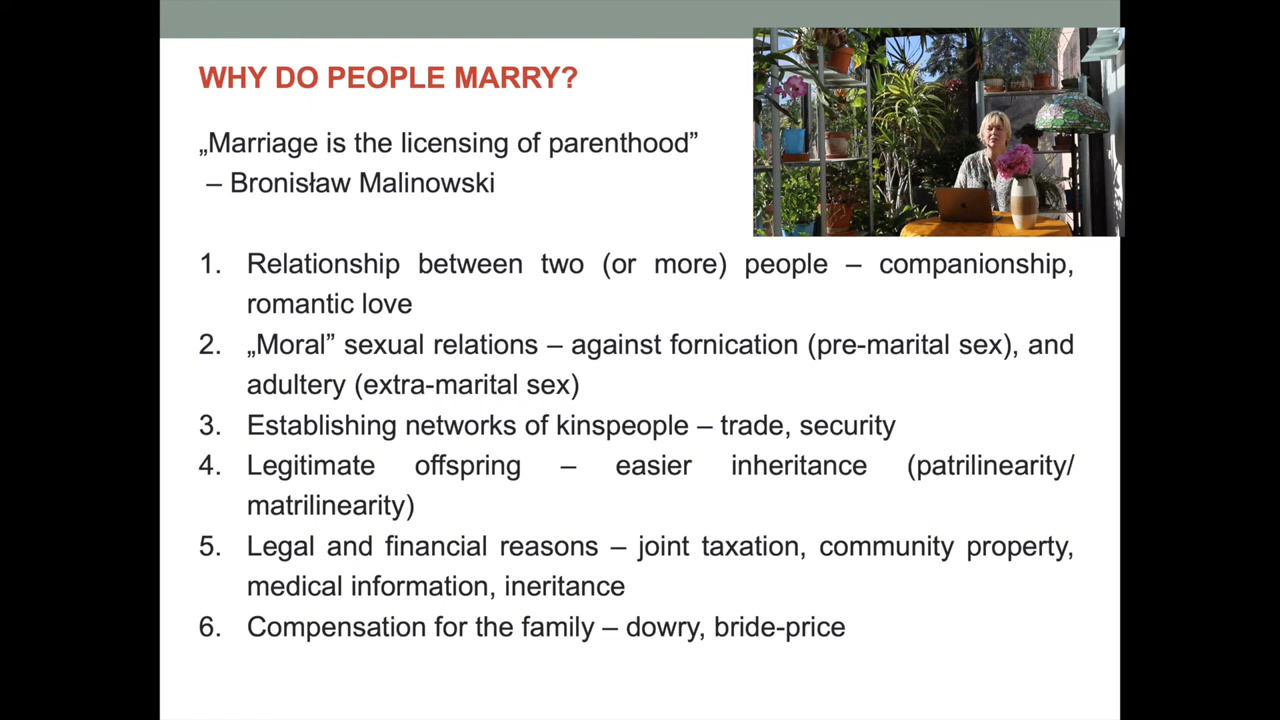 WHY DO PEOPLE MARRY?
„Marriage is the licensing of parenthood”
– Bronisław Malinowski
1. Relationship between two (or more) people – companionship,
romantic love
2. „Moral” sexual relations – against fornication (pre-marital sex), and
adultery (extra-marital sex)
3. Establishing networks of kinspeople – trade, security
4. Legitimate offspring – easier inheritance (patrilinearity/
matrilinearity)
5. Legal and financial reasons – joint taxation, community property,
medical information, ineritance
6. Compensation for the family – dowry, bride-price